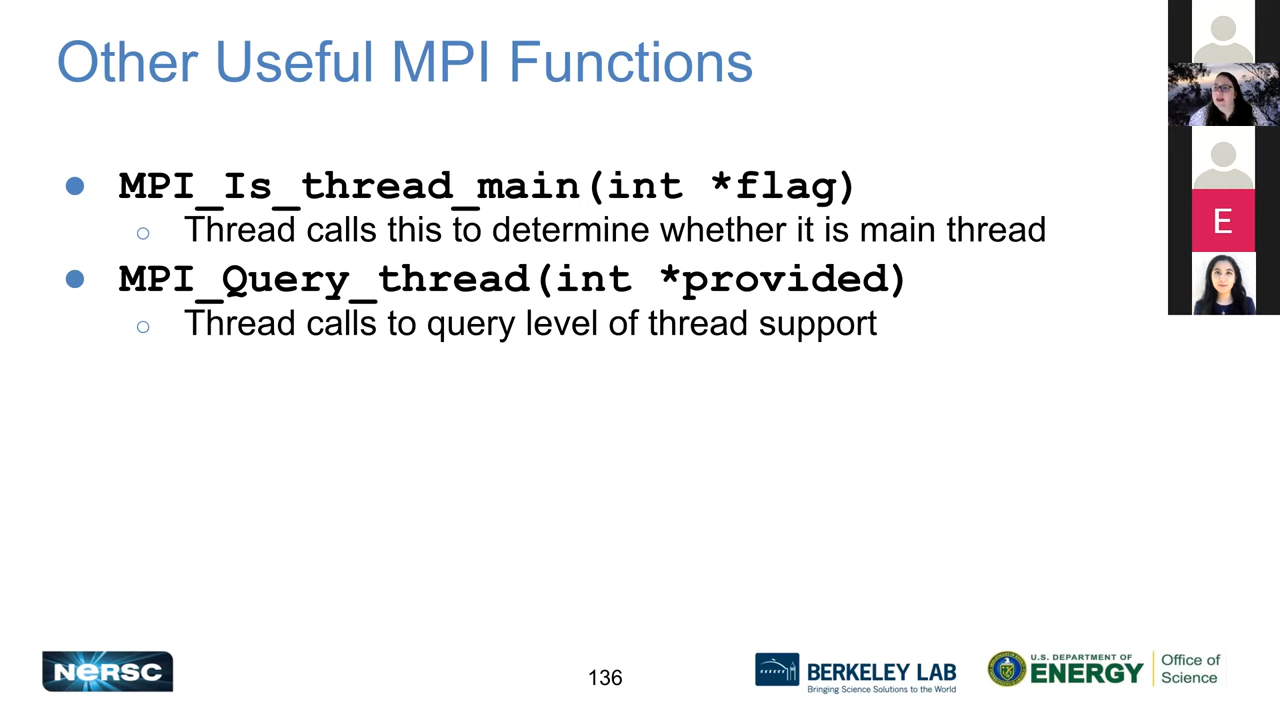 Other Useful MPI Functions
● MPI_Is_thread_main(int *flag)
○ Thread calls this to determine whether it is main thread
● MPI_Query_thread(int *provided)
○ Thread calls to query level of thread support
E
NERSC
136
BERKELEY LAB
Bringing Science Solutions to the World
U.S. DEPARTMENT OF
ENERGY
Office of
Science